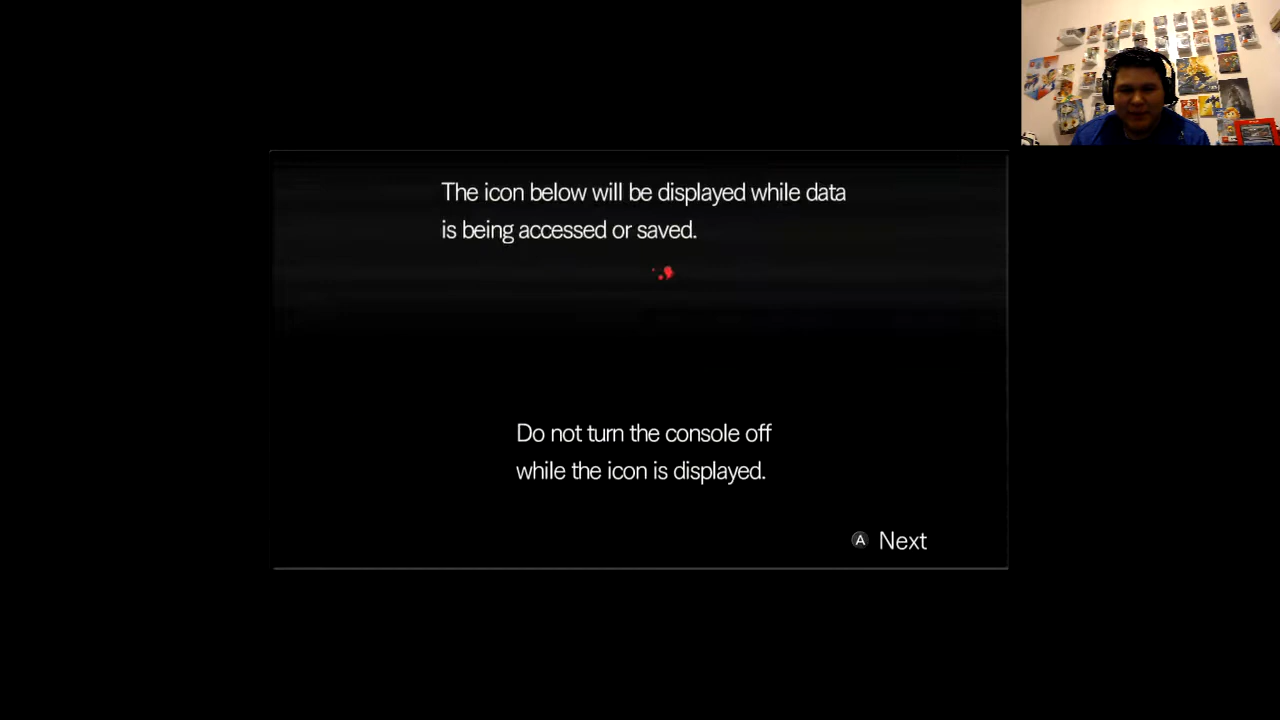 The icon below will be displayed while data
is being accessed or saved.
Do not turn the console off
while the icon is displayed.
A Next